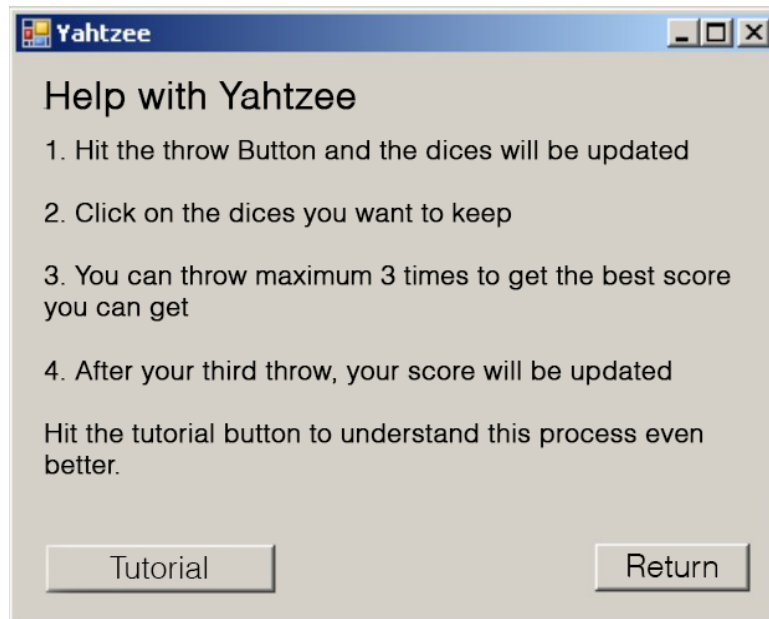 Yahtzee
Help with Yahtzee
1. Hit the throw Button and the dices will be updated
2. Click on the dices you want to keep
3. You can throw maximum 3 times to get the best score
you can get
4. After your third throw, your score will be updated
Hit the tutorial button to understand this process even
better.
Tutorial
Return